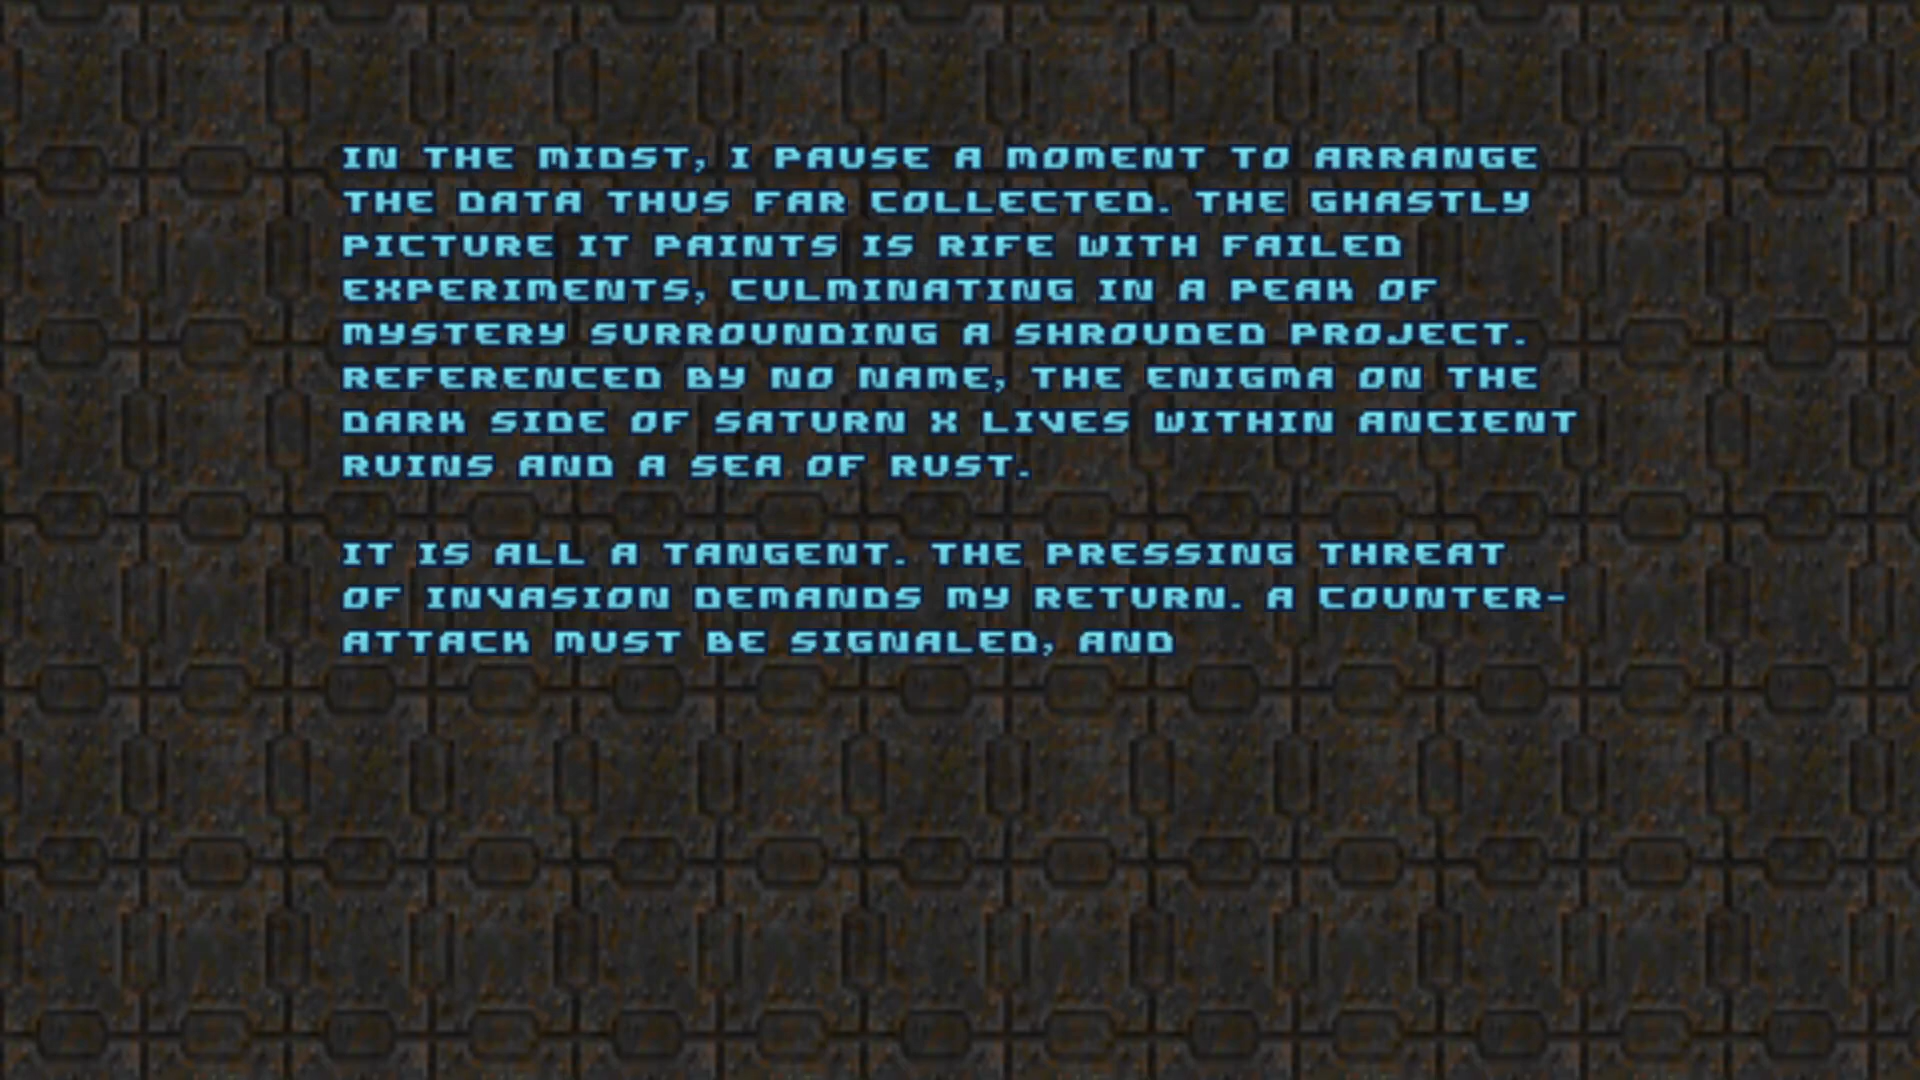 IN THE MIDST, I PAUSE A MOMENT TO ARRANGE
THE DATA THUS FAR COLLECTED. THE GHASTLY
PICTURE IT PAINTS IS RIFE WITH FAILED
EXPERIMENTS, CULMINATING IN A PEAK OF
MYSTERY SURROUNDING A SHROUDED PROJECT.
REFERENCED BY NO NAME, THE ENIGMA ON THE
DARK SIDE OF SATURN X LIVES WITHIN ANCIENT
RUINS AND A SEA OF RUST.
IT IS ALL A TANGENT. THE PRESSING THREAT
OF INVASION DEMANDS MY RETURN. A COUNTER-
ATTACK MUST BE SIGNALED, AND